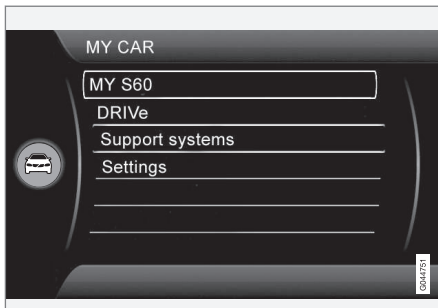 MY CAR
MY S60
DRIVe
Support systems
Settings
G044751